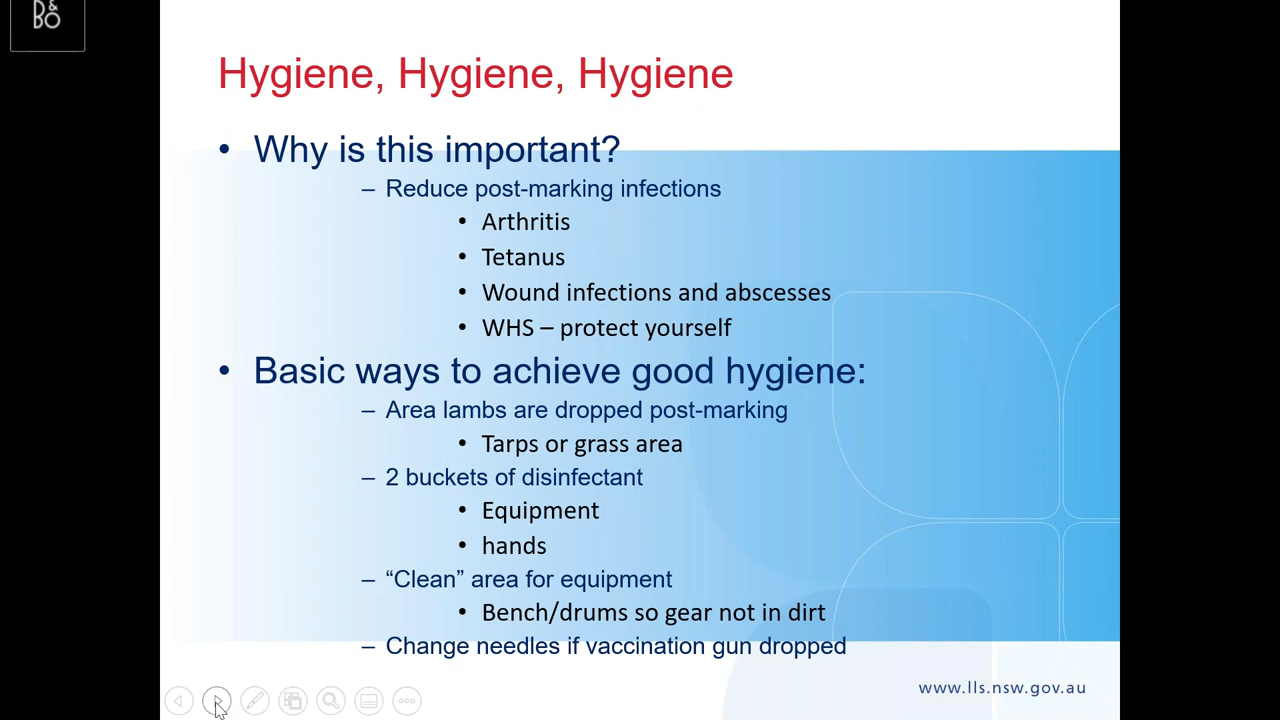 D&
BO
Hygiene, Hygiene, Hygiene
• Why is this important?
– Reduce post-marking infections
• Arthritis
• Tetanus
• Wound infections and abscesses
• WHS – protect yourself
• Basic ways to achieve good hygiene:
– Area lambs are dropped post-marking
• Tarps or grass area
– 2 buckets of disinfectant
• Equipment
• hands
– “Clean” area for equipment
• Bench/drums so gear not in dirt
– Change needles if vaccination gun dropped
www.lls.nsw.gov.au